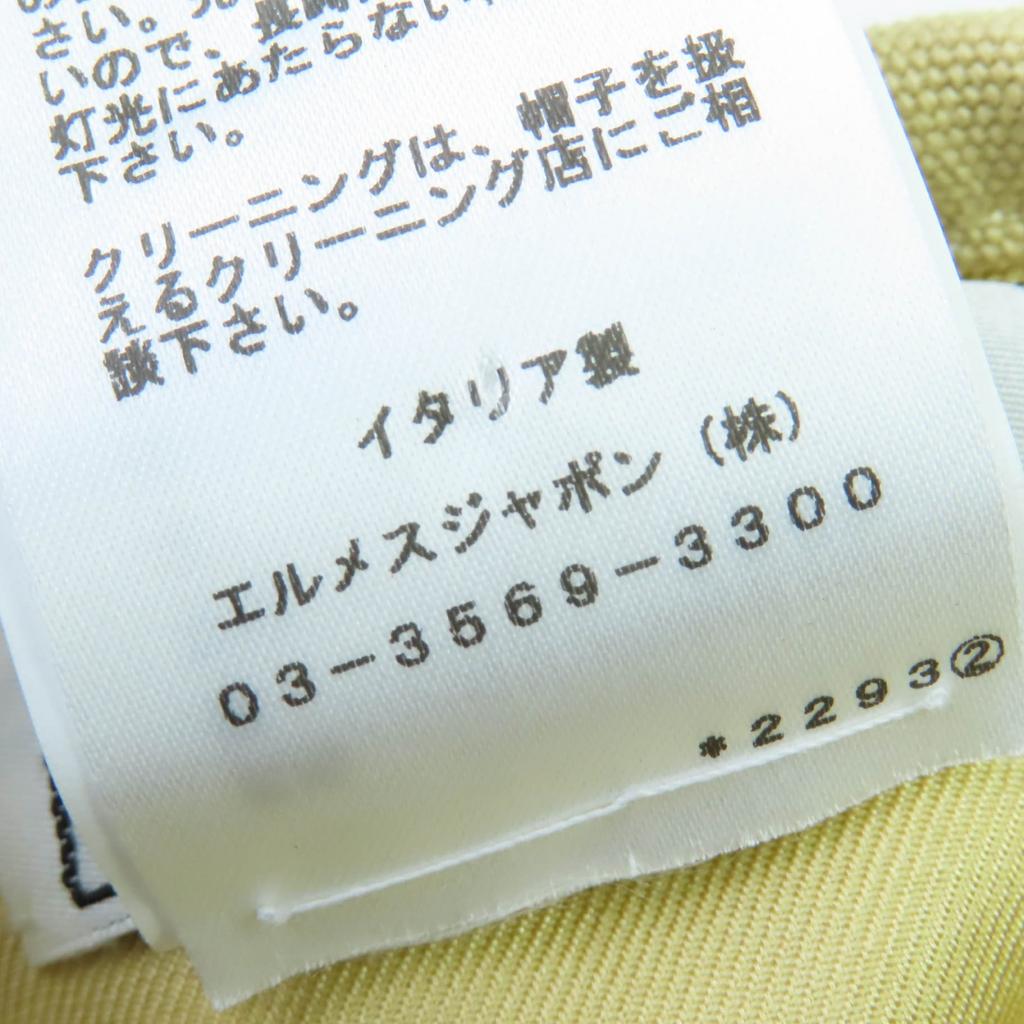 さい。
いので、長
灯光にあたらない
下さい。
クリーニングは、帽子を扱
えるクリーニング店にご相
談下さい。
イタリア製
エルメスジャポン（株）
03-3569-3300
*2293②